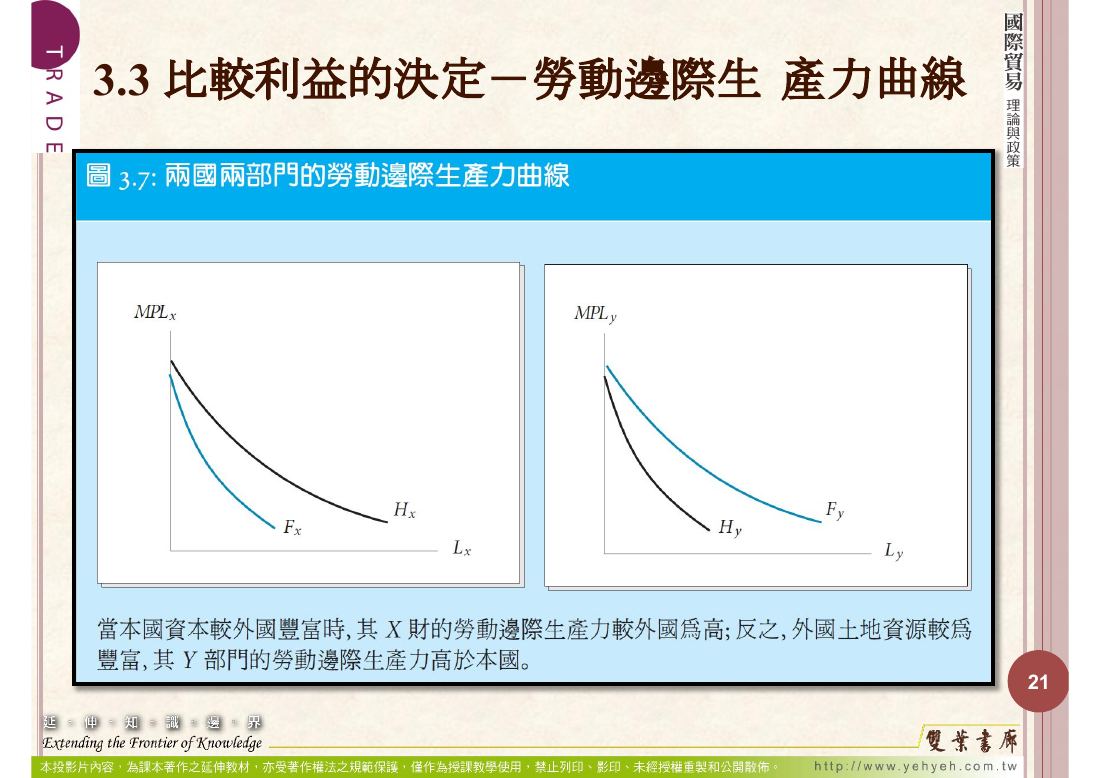 TRADE
3.3 比較利益的決定－勞動邊際生 產力曲線
國際貿易 理論與政策
圖 3.7: 兩國兩部門的勞動邊際生產力曲線
MPLx
Hx
Fx
Lx
MPLy
Fy
Hy
Ly
當本國資本較外國豐富時, 其 X 財的勞動邊際生產力較外國為高; 反之, 外國土地資源較為
豐富, 其 Y 部門的勞動邊際生產力高於本國。
21
延‧伸‧知‧識‧邊‧界
Extending the Frontier of Knowledge
雙葉書廊
本投影片內容，為課本著作之延伸教材，亦受著作權法之規範保護，僅作為授課教學使用，禁止列印、影印、未經授權重製和公開散佈。
http://www.yehyeh.com.tw